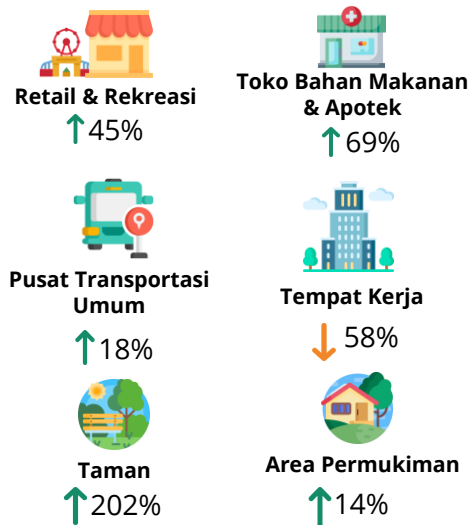 Retail & Rekreasi
↑45%
Toko Bahan Makanan
& Apotek
↑69%
Pusat Transportasi
Umum
↑18%
Tempat Kerja
↓58%
Taman
↑202%
Area Permukiman
↑14%